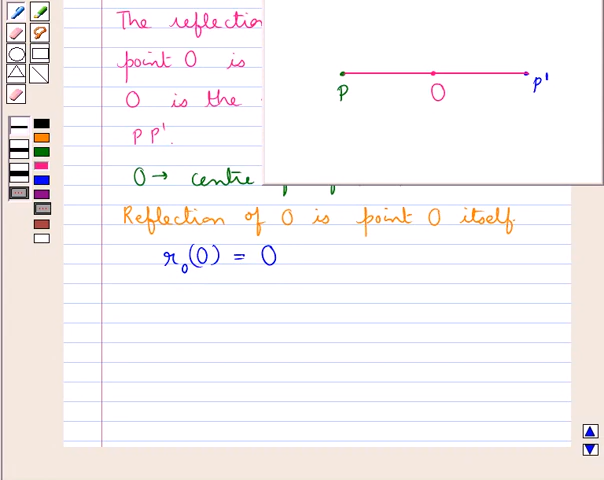 The reflection
point O is
O is the
PP'.
O → centre
Reflection of O is point O itself.
r₀(O) = O
P O P'